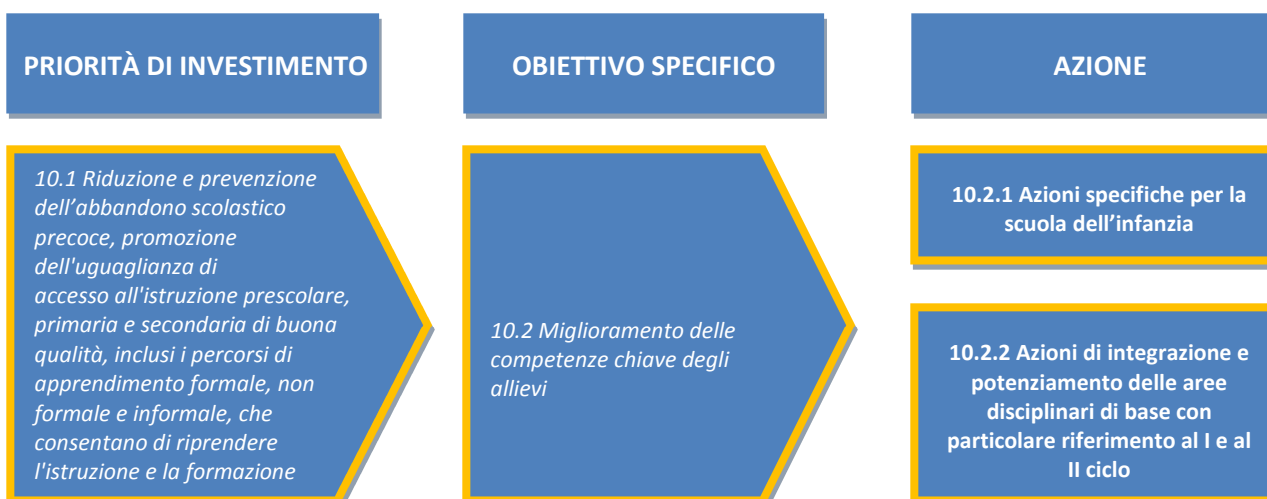 PRIORITÀ DI INVESTIMENTO
OBIETTIVO SPECIFICO
AZIONE
10.1 Riduzione e prevenzione
dell’abbandono scolastico
precoce, promozione
dell'uguaglianza di
accesso all'istruzione prescolare,
primaria e secondaria di buona
qualità, inclusi i percorsi di
apprendimento formale, non
formale e informale, che
consentano di riprendere
l'istruzione e la formazione
10.2 Miglioramento delle
competenze chiave degli
allievi
10.2.1 Azioni specifiche per la
scuola dell’infanzia
10.2.2 Azioni di integrazione e
potenziamento delle aree
disciplinari di base con
particolare riferimento al I e al
II ciclo